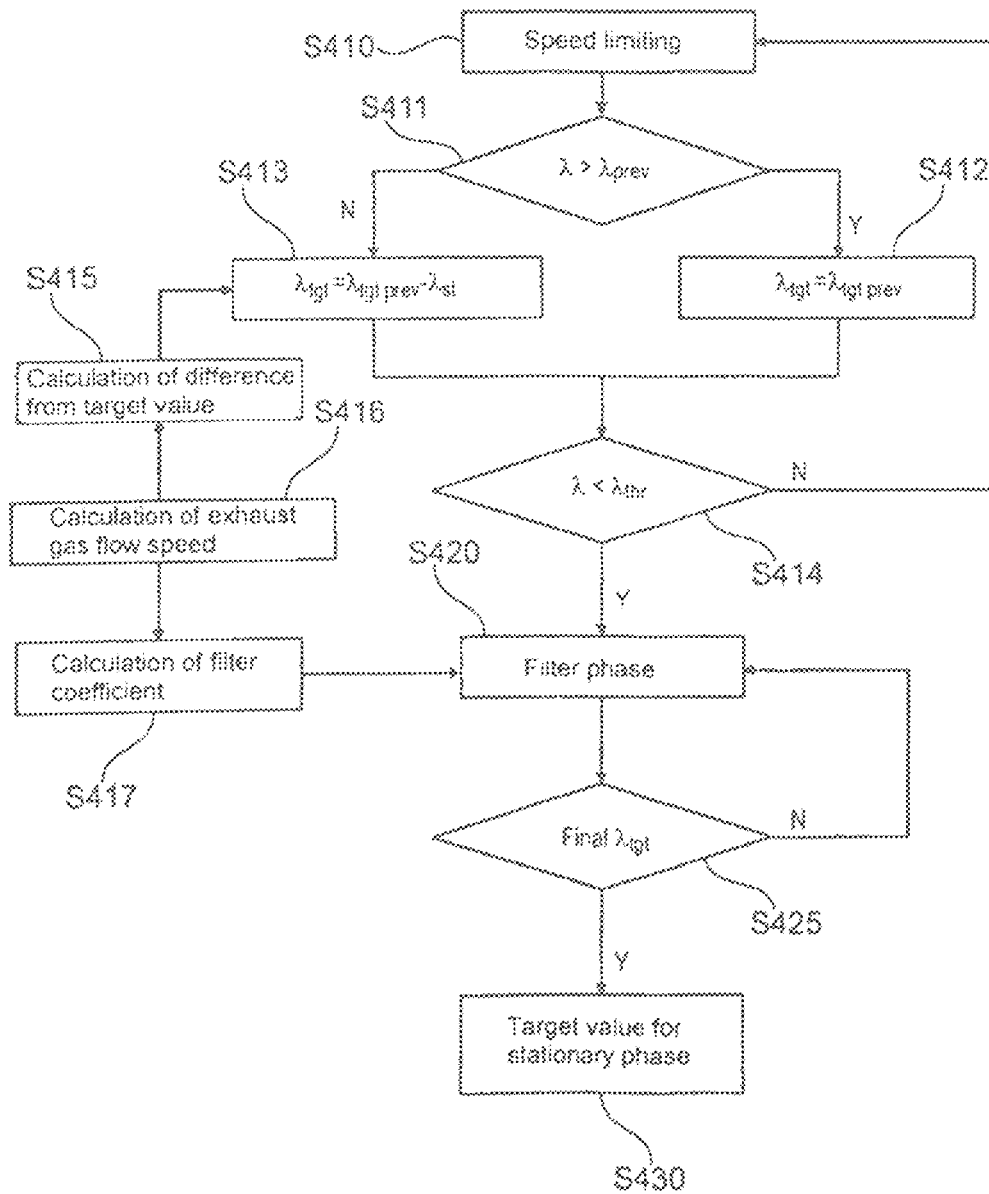 S410
Speed limiting
S411
λ > λprev
S413
N
Y
S412
λtgt=λtgt prev-λst
λtgt=λtgt prev
S415
Calculation of difference
from target value
S416
Calculation of exhaust
gas flow speed
λ < λthr
N
S414
S420
Y
Calculation of filter
coefficient
Filter phase
S417
Final λtgt
N
S425
Y
Target value for
stationary phase
S430